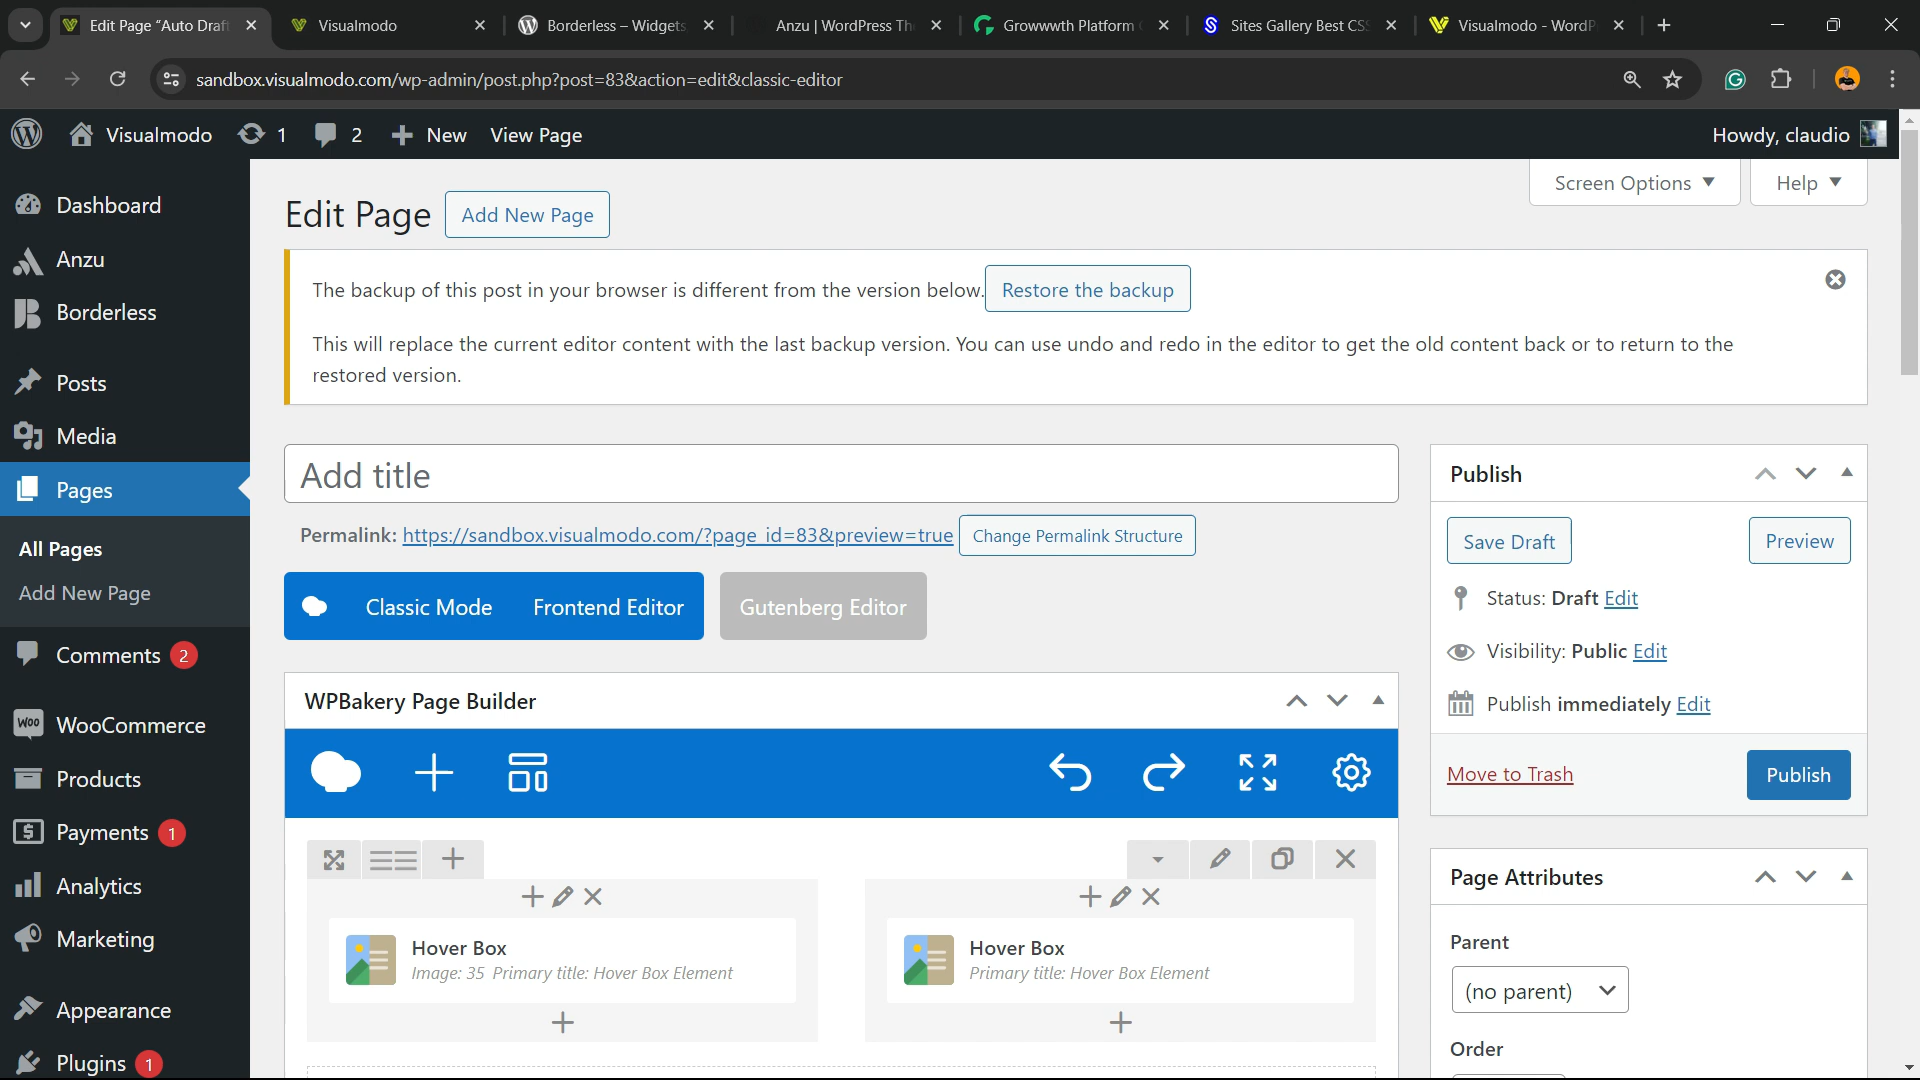 Edit Page “Auto Draft
Visualmodo
Borderless – Widgets,
Anzu | WordPress Th
Growwwth Platform
Sites Gallery Best CSS
Visualmodo - WordP
sandbox.visualmodo.com/wp-admin/post.php?post=83&action=edit&classic-editor
Visualmodo
1
2
New
View Page
Howdy, claudio
Dashboard
Anzu
Borderless
Posts
Media
Pages
All Pages
Add New Page
Comments 2
WooCommerce
Products
Payments 1
Analytics
Marketing
Appearance
Plugins 1
Screen Options
Help
Edit Page
Add New Page
The backup of this post in your browser is different from the version below. Restore the backup
This will replace the current editor content with the last backup version. You can use undo and redo in the editor to get the old content back or to return to the
restored version.
Add title
Permalink: https://sandbox.visualmodo.com/?page_id=83&preview=true Change Permalink Structure
Classic Mode
Frontend Editor
Gutenberg Editor
WPBakery Page Builder
Hover Box
Image: 35 Primary title: Hover Box Element
Hover Box
Primary title: Hover Box Element
Publish
Save Draft
Preview
Status: Draft Edit
Visibility: Public Edit
Publish immediately Edit
Move to Trash
Publish
Page Attributes
Parent
(no parent)
Order